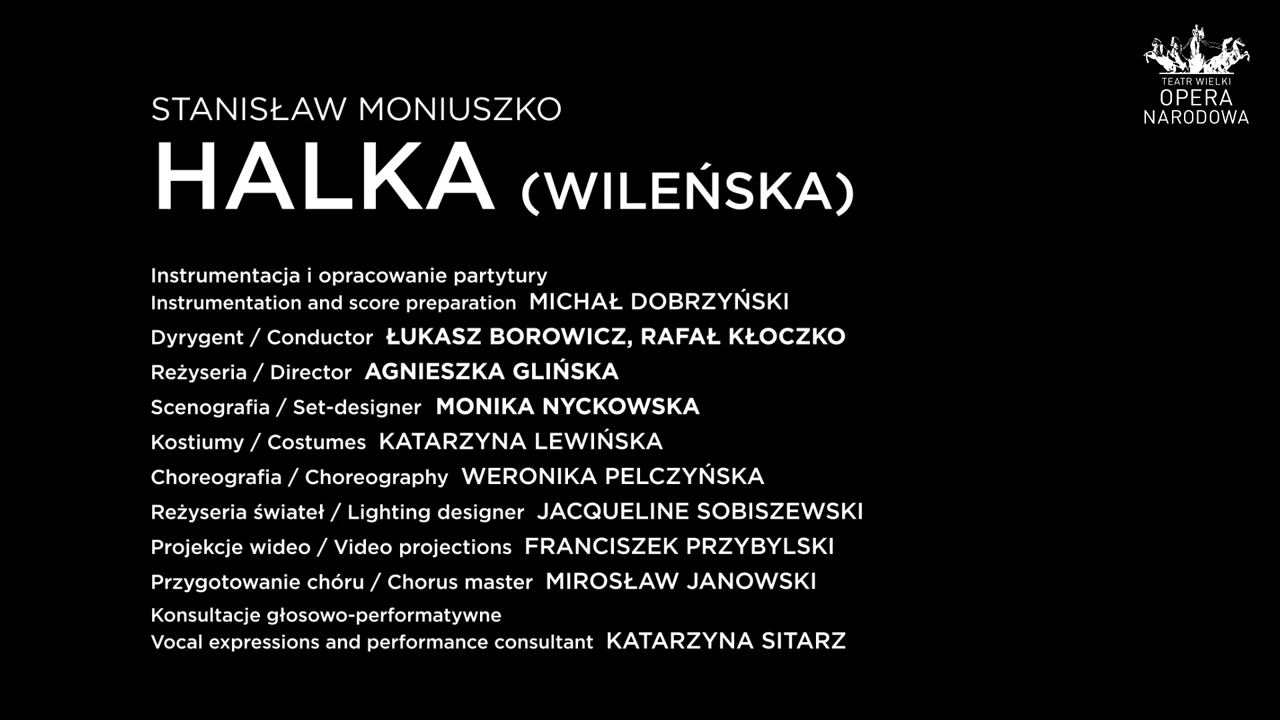 TEATR WIELKI
OPERA
NARODOWA
STANISŁAW MONIUSZKO
HALKA (WILEŃSKA)
Instrumentacja i opracowanie partytury
Instrumentation and score preparation MICHAŁ DOBRZYŃSKI
Dyrygent / Conductor ŁUKASZ BOROWICZ, RAFAŁ KŁOCZKO
Reżyseria / Director AGNIESZKA GLIŃSKA
Scenografia / Set-designer MONIKA NYCKOWSKA
Kostiumy / Costumes KATARZYNA LEWIŃSKA
Choreografia / Choreography WERONIKA PELCZYŃSKA
Reżyseria świateł / Lighting designer JACQUELINE SOBISZEWSKI
Projekcje wideo / Video projections FRANCISZEK PRZYBYLSKI
Przygotowanie chóru / Chorus master MIROSŁAW JANOWSKI
Konsultacje głosowo-performatywne
Vocal expressions and performance consultant KATARZYNA SITARZ